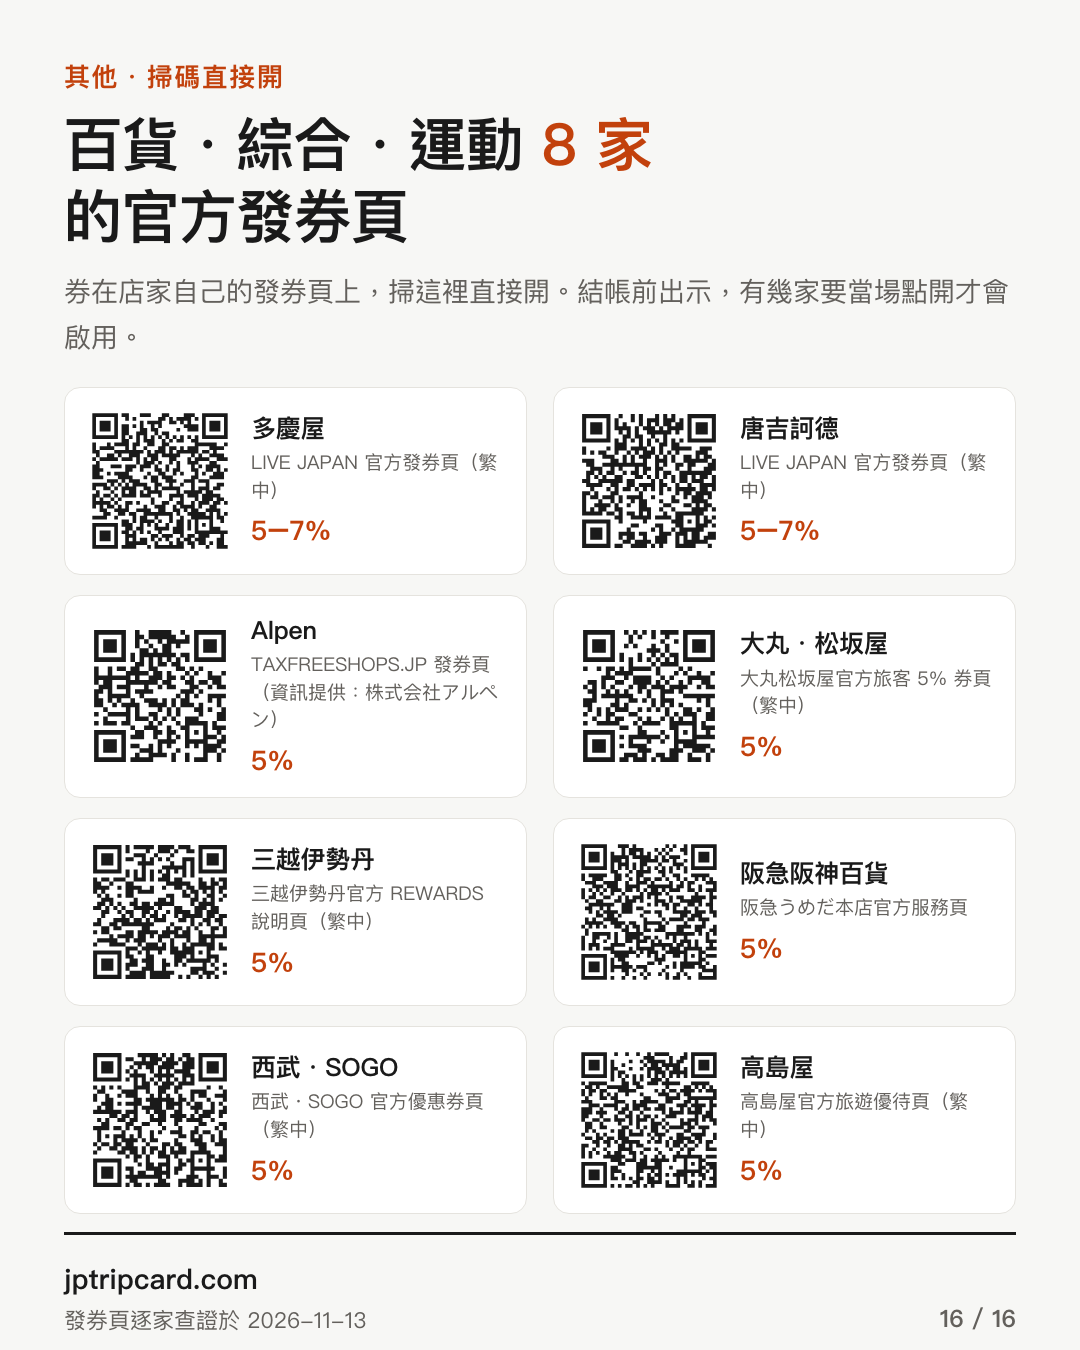 其他 · 掃碼直接開
百貨 · 綜合 · 運動 8 家
的官方發券頁
券在店家自己的發券頁上，掃這裡直接開。結帳前出示，有幾家要當場點開才會
啟用。
多慶屋
LIVE JAPAN 官方發券頁（繁
中）
5–7%
唐吉訶德
LIVE JAPAN 官方發券頁（繁
中）
5–7%
Alpen
TAXFREESHOPS.JP 發券頁
（資訊提供：株式会社アルペ
ン）
5%
大丸 · 松坂屋
大丸松坂屋官方旅客 5% 券頁
（繁中）
5%
三越伊勢丹
三越伊勢丹官方 REWARDS
說明頁（繁中）
5%
阪急阪神百貨
阪急うめだ本店官方服務頁
5%
西武 · SOGO
西武 · SOGO 官方優惠券頁
（繁中）
5%
高島屋
高島屋官方旅遊優待頁（繁
中）
5%
jptripcard.com
發券頁逐家查證於 2026–11–13
16 / 16